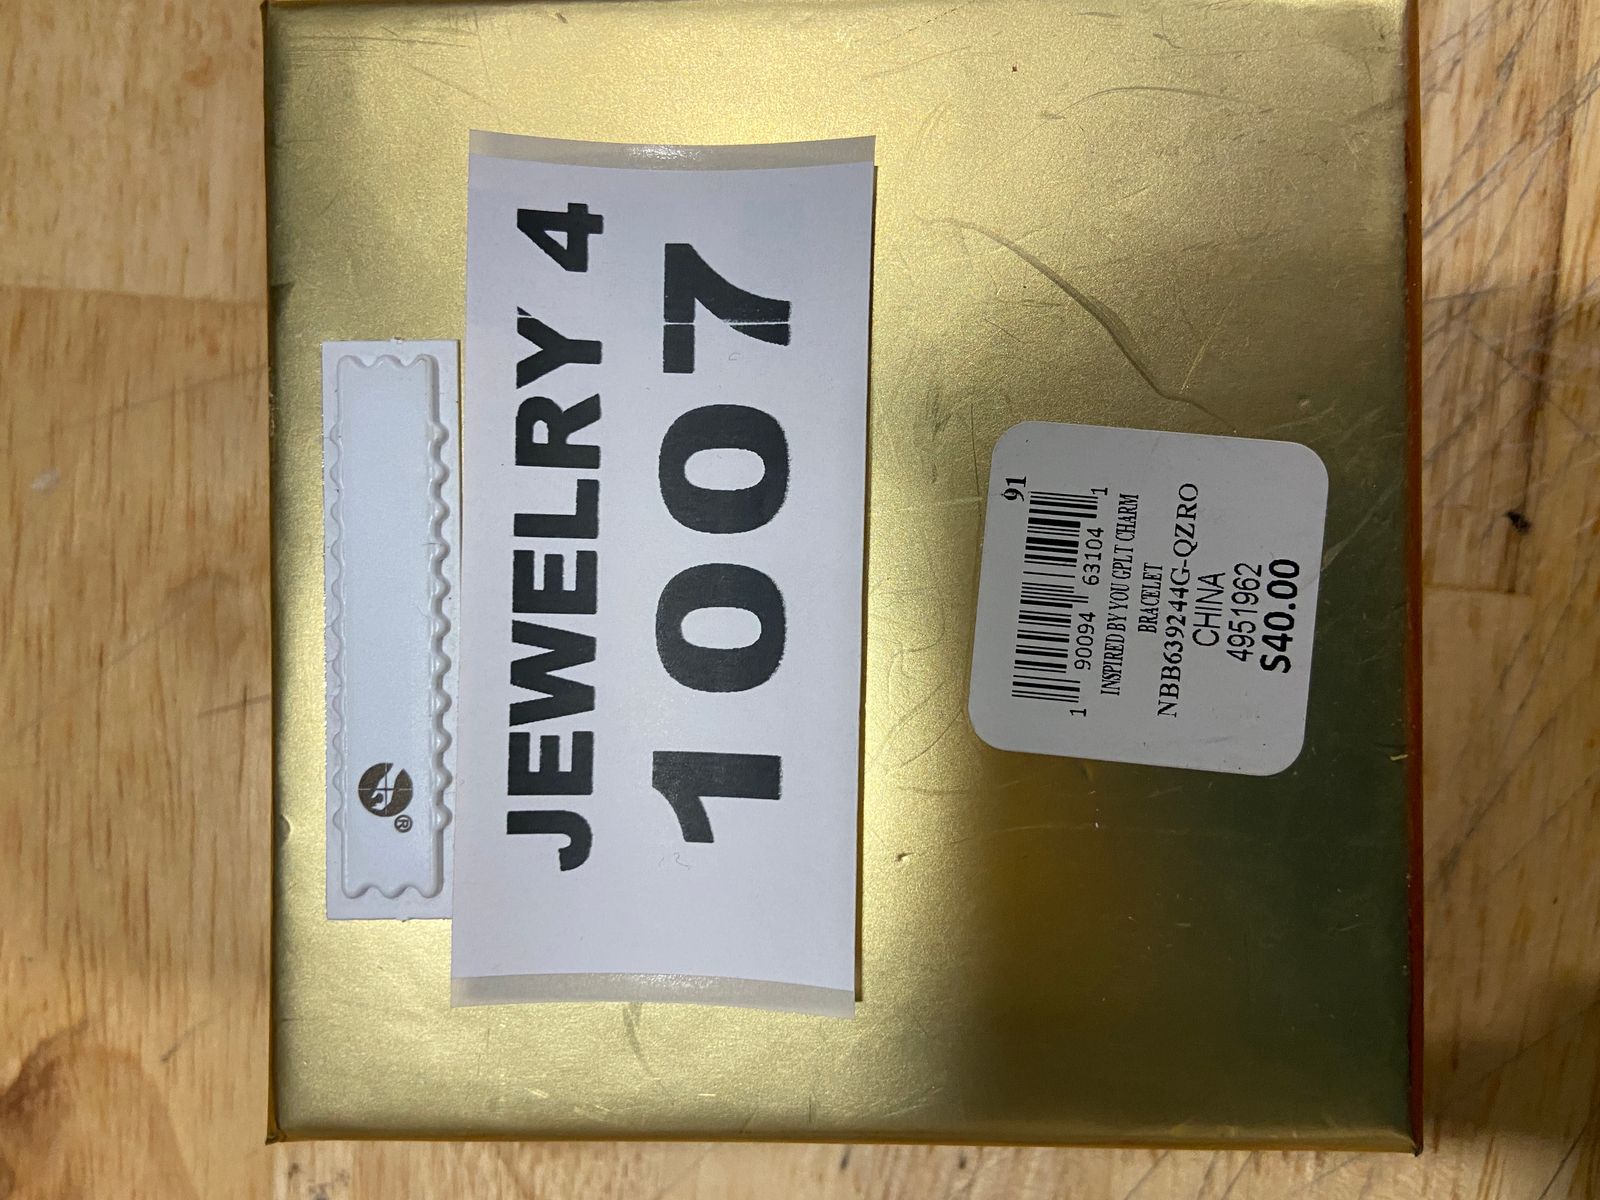 ®
JEWELRY 4
1007
91
1 90094 63104 1
INSPIRED BY YOU GPLT CHARM
BRACELET
NBB639244G-QZRO
CHINA
4951962
$40.00